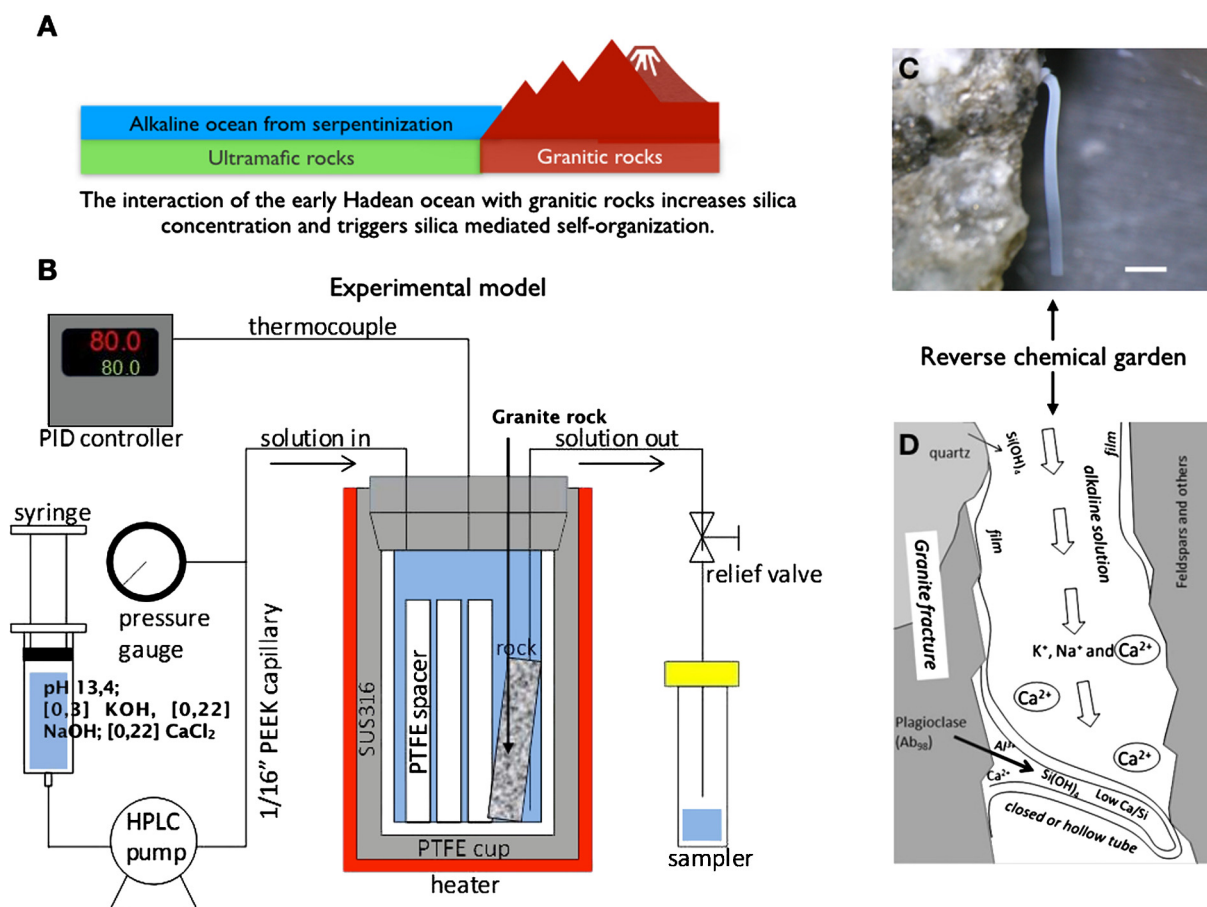 A
Alkaline ocean from serpentinization
Ultramafic rocks
Granitic rocks
The interaction of the early Hadean ocean with granitic rocks increases silica
concentration and triggers silica mediated self-organization.
B
Experimental model
80.0
80.0
PID controller
thermocouple
solution in
Granite rock
solution out
syringe
pressure
gauge
pH 13,4;
[0,3] KOH, [0,22]
NaOH; [0,22] CaCl₂
HPLC
pump
1/16" PEEK capillary
SUS316
PTFE spacer
rock
PTFE cup
heater
relief valve
sampler
C
Reverse chemical garden
D
quartz
Si(OH)₄
film
alkaline solution
film
Feldspars and others
Granite fracture
K⁺, Na⁺ and Ca²⁺
Ca²⁺
Plagioclase
(Ab₉₈)
Ca²⁺
Al³⁺
Ca²⁺
Si(OH)₄
Low Ca/Si
closed or hollow tube